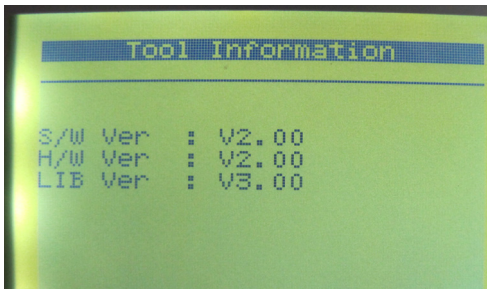 Tool Information
S/W Ver : V2.00
H/W Ver : V2.00
LIB Ver : V3.00